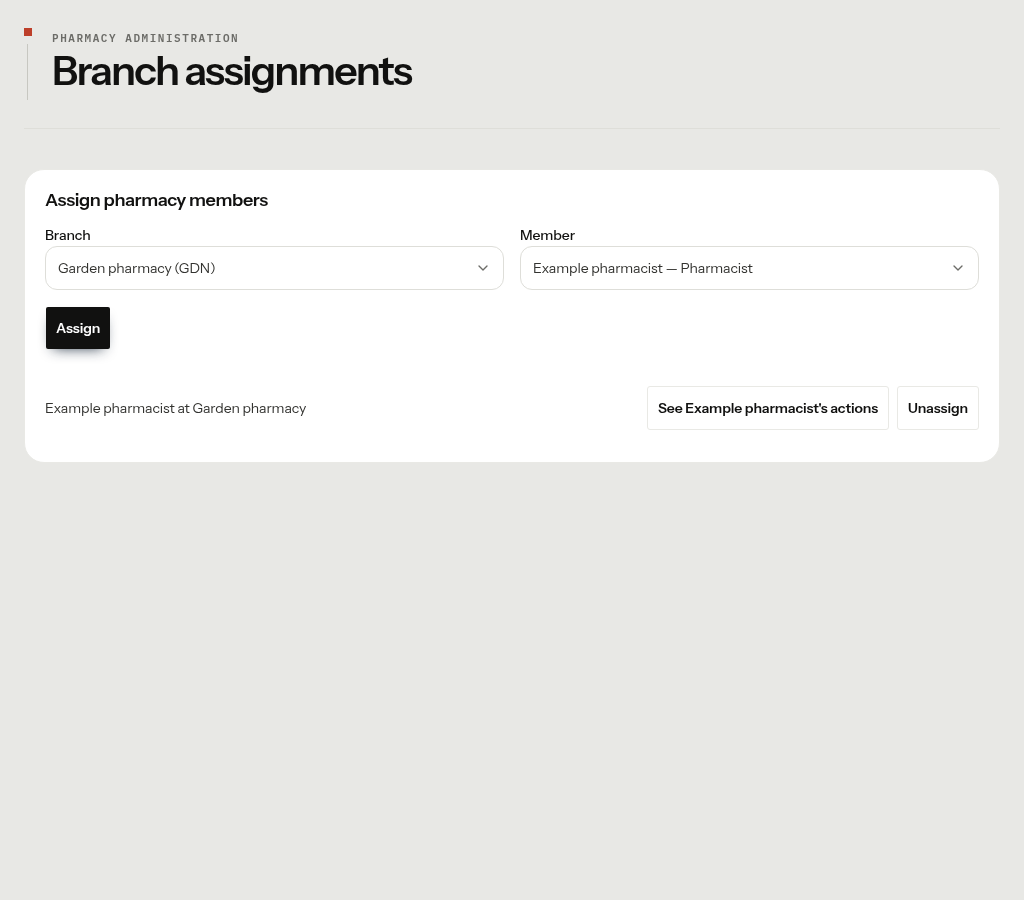 PHARMACY ADMINISTRATION
Branch assignments
Assign pharmacy members
Branch
Member
Garden pharmacy (GDN)
Example pharmacist — Pharmacist
Assign
Example pharmacist at Garden pharmacy
See Example pharmacist's actions
Unassign